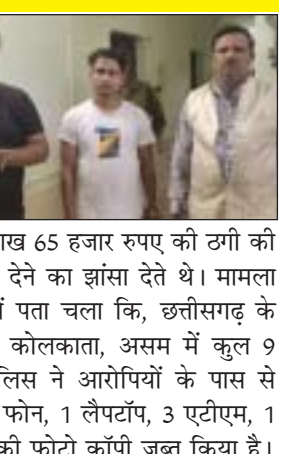 ाख 65 हजार रुपए की ठगी की
देने का झांसा देते थे। मामला
पता चला कि, छत्तीसगढ़ के
कोलकाता, असम में कुल 9
लिस ने आरोपियों के पास से
फोन, 1 लैपटॉप, 3 एटीएम, 1
की फोटो कॉपी जब्त किया है।